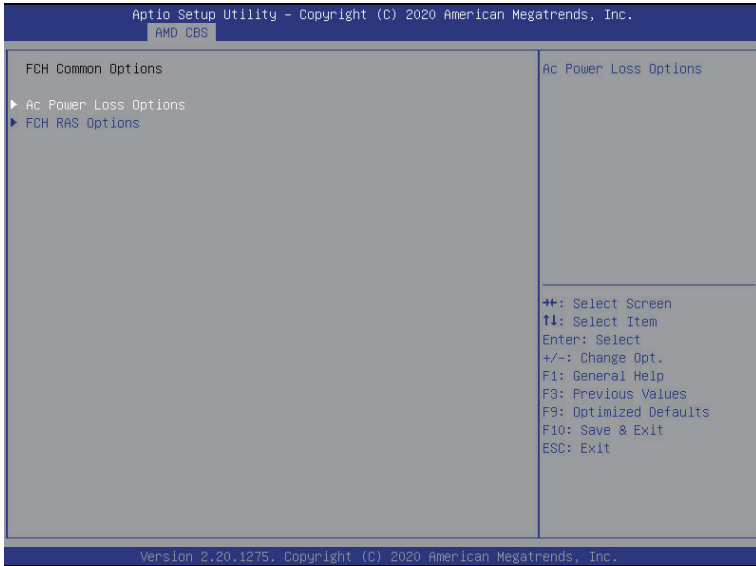 Aptio Setup Utility – Copyright (C) 2020 American Megatrends, Inc.
AMD CBS
FCH Common Options
Ac Power Loss Options
FCH RAS Options
Ac Power Loss Options
→←: Select Screen
↑↓: Select Item
Enter: Select
+/-: Change Opt.
F1: General Help
F3: Previous Values
F9: Optimized Defaults
F10: Save & Exit
ESC: Exit
Version 2.20.1275. Copyright (C) 2020 American Megatrends, Inc.